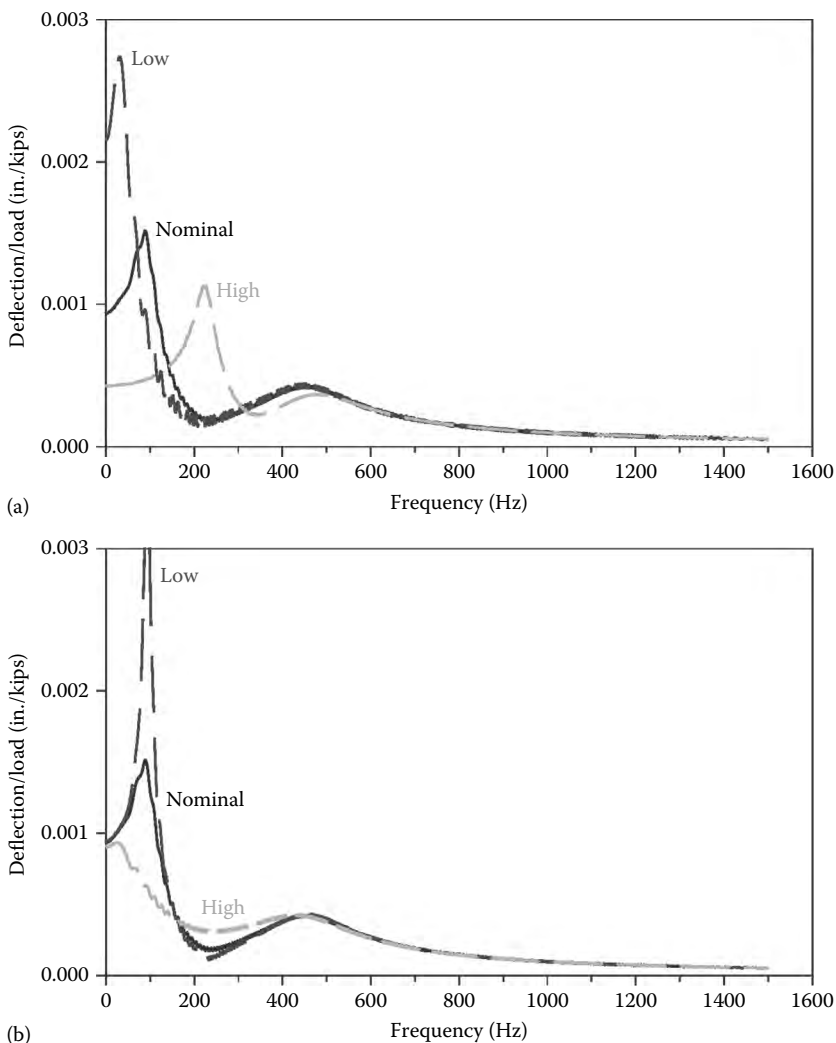 0.003
Low
0.002
Nominal
High
0.001
0.000
Deflection/load (in./kips)
0 200 400 600 800 1000 1200 1400 1600
Frequency (Hz)
(a)
0.003
Low
0.002
Nominal
0.001
High
0.000
Deflection/load (in./kips)
0 200 400 600 800 1000 1200 1400 1600
Frequency (Hz)
(b)